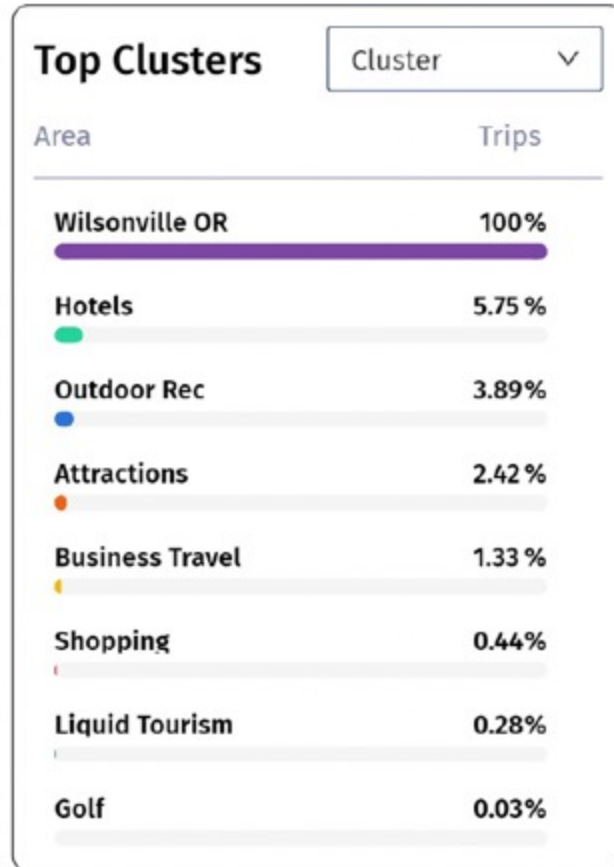 Top Clusters Cluster
Area Trips
Wilsonville OR 100%
Hotels 5.75 %
Outdoor Rec 3.89%
Attractions 2.42 %
Business Travel 1.33 %
Shopping 0.44%
Liquid Tourism 0.28%
Golf 0.03%